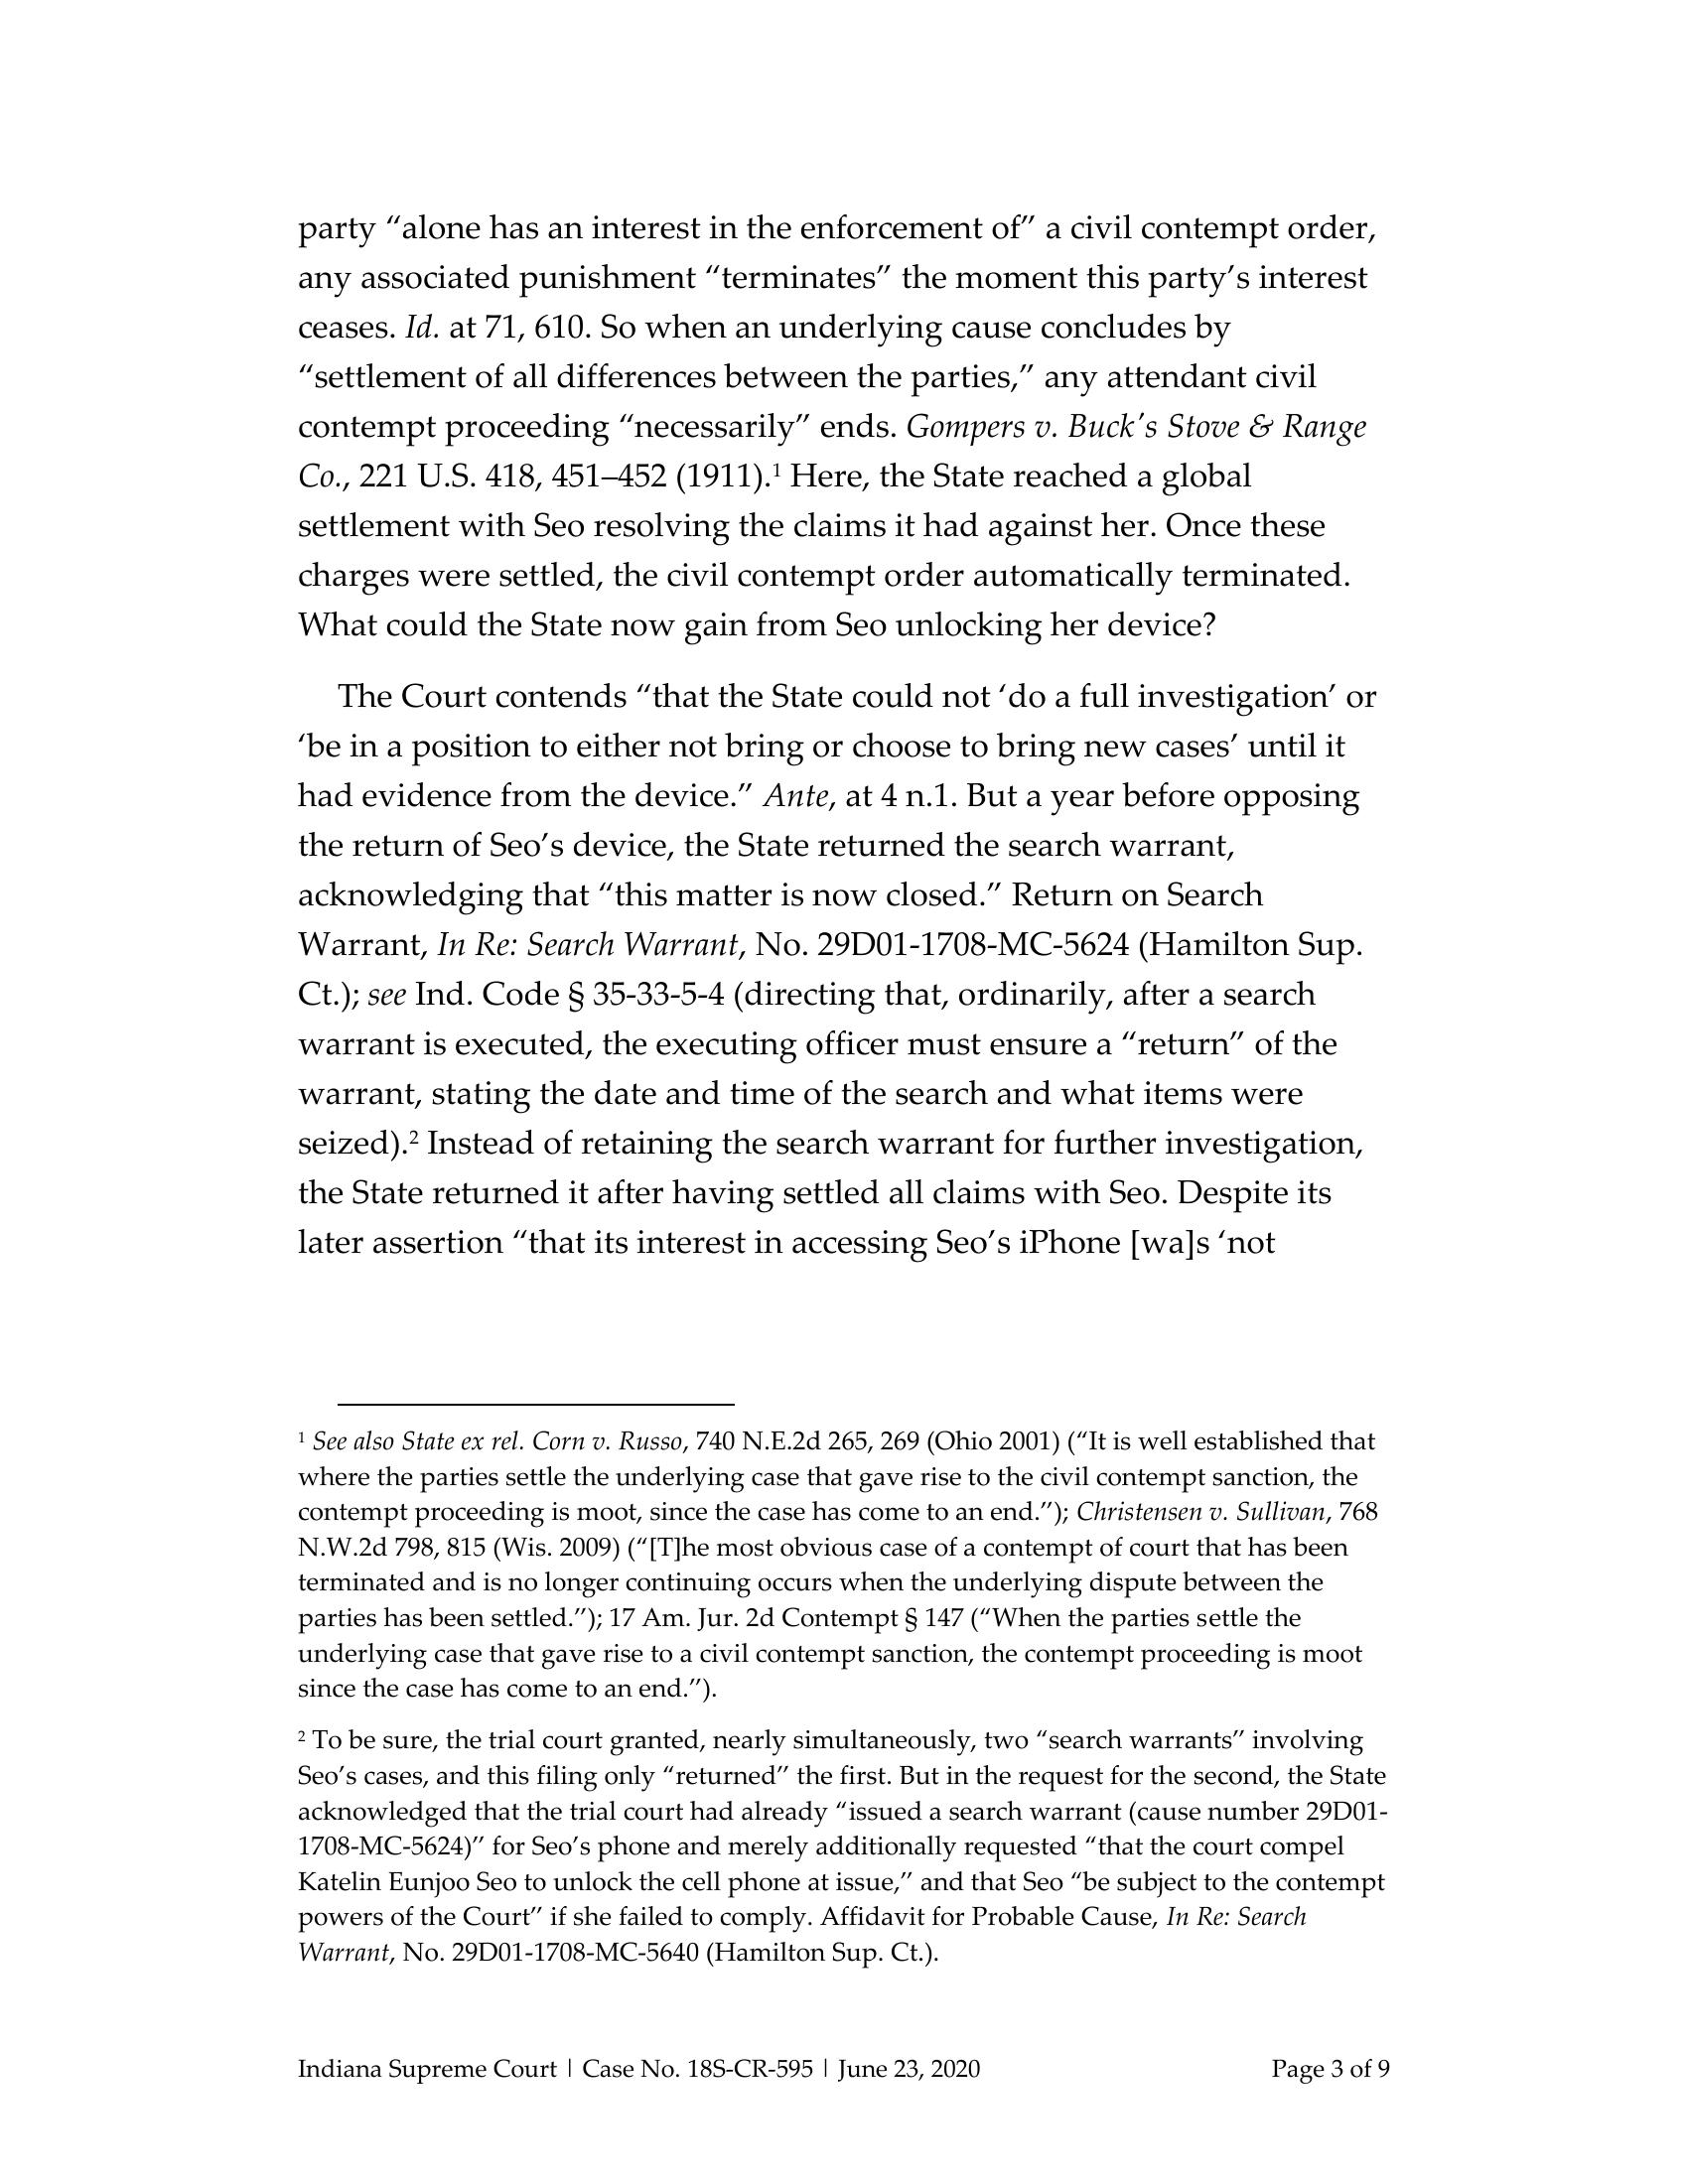 party “alone has an interest in the enforcement of” a civil contempt order,
any associated punishment “terminates” the moment this party’s interest
ceases. Id. at 71, 610. So when an underlying cause concludes by
“settlement of all differences between the parties,” any attendant civil
contempt proceeding “necessarily” ends. Gompers v. Buck's Stove & Range
Co., 221 U.S. 418, 451–452 (1911).¹ Here, the State reached a global
settlement with Seo resolving the claims it had against her. Once these
charges were settled, the civil contempt order automatically terminated.
What could the State now gain from Seo unlocking her device?
The Court contends “that the State could not ‘do a full investigation’ or
‘be in a position to either not bring or choose to bring new cases’ until it
had evidence from the device.” Ante, at 4 n.1. But a year before opposing
the return of Seo’s device, the State returned the search warrant,
acknowledging that “this matter is now closed.” Return on Search
Warrant, In Re: Search Warrant, No. 29D01-1708-MC-5624 (Hamilton Sup.
Ct.); see Ind. Code § 35-33-5-4 (directing that, ordinarily, after a search
warrant is executed, the executing officer must ensure a “return” of the
warrant, stating the date and time of the search and what items were
seized).² Instead of retaining the search warrant for further investigation,
the State returned it after having settled all claims with Seo. Despite its
later assertion “that its interest in accessing Seo’s iPhone [wa]s ‘not
¹ See also State ex rel. Corn v. Russo, 740 N.E.2d 265, 269 (Ohio 2001) (“It is well established that
where the parties settle the underlying case that gave rise to the civil contempt sanction, the
contempt proceeding is moot, since the case has come to an end.”); Christensen v. Sullivan, 768
N.W.2d 798, 815 (Wis. 2009) (“[T]he most obvious case of a contempt of court that has been
terminated and is no longer continuing occurs when the underlying dispute between the
parties has been settled.”); 17 Am. Jur. 2d Contempt § 147 (“When the parties settle the
underlying case that gave rise to a civil contempt sanction, the contempt proceeding is moot
since the case has come to an end.”).
² To be sure, the trial court granted, nearly simultaneously, two “search warrants” involving
Seo’s cases, and this filing only “returned” the first. But in the request for the second, the State
acknowledged that the trial court had already “issued a search warrant (cause number 29D01-
1708-MC-5624)” for Seo’s phone and merely additionally requested “that the court compel
Katelin Eunjoo Seo to unlock the cell phone at issue,” and that Seo “be subject to the contempt
powers of the Court” if she failed to comply. Affidavit for Probable Cause, In Re: Search
Warrant, No. 29D01-1708-MC-5640 (Hamilton Sup. Ct.).
Indiana Supreme Court | Case No. 18S-CR-595 | June 23, 2020 Page 3 of 9